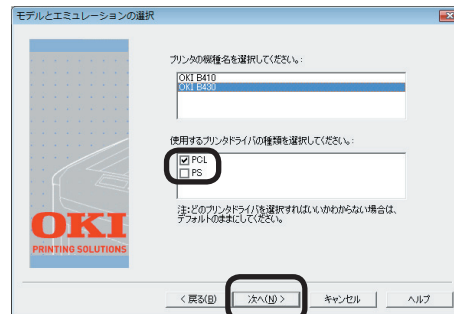 モデルとエミュレーションの選択
プリンタの機種名を選択してください。:
OKI B410
OKI B430
使用するプリンタドライバの種類を選択してください。:
PCL
PS
注:どのプリンタドライバを選択すればいいかわからない場合は、
デフォルトのままにしてください。
OKI
PRINTING SOLUTIONS
< 戻る(B)
次へ(N) >
キャンセル
ヘルプ